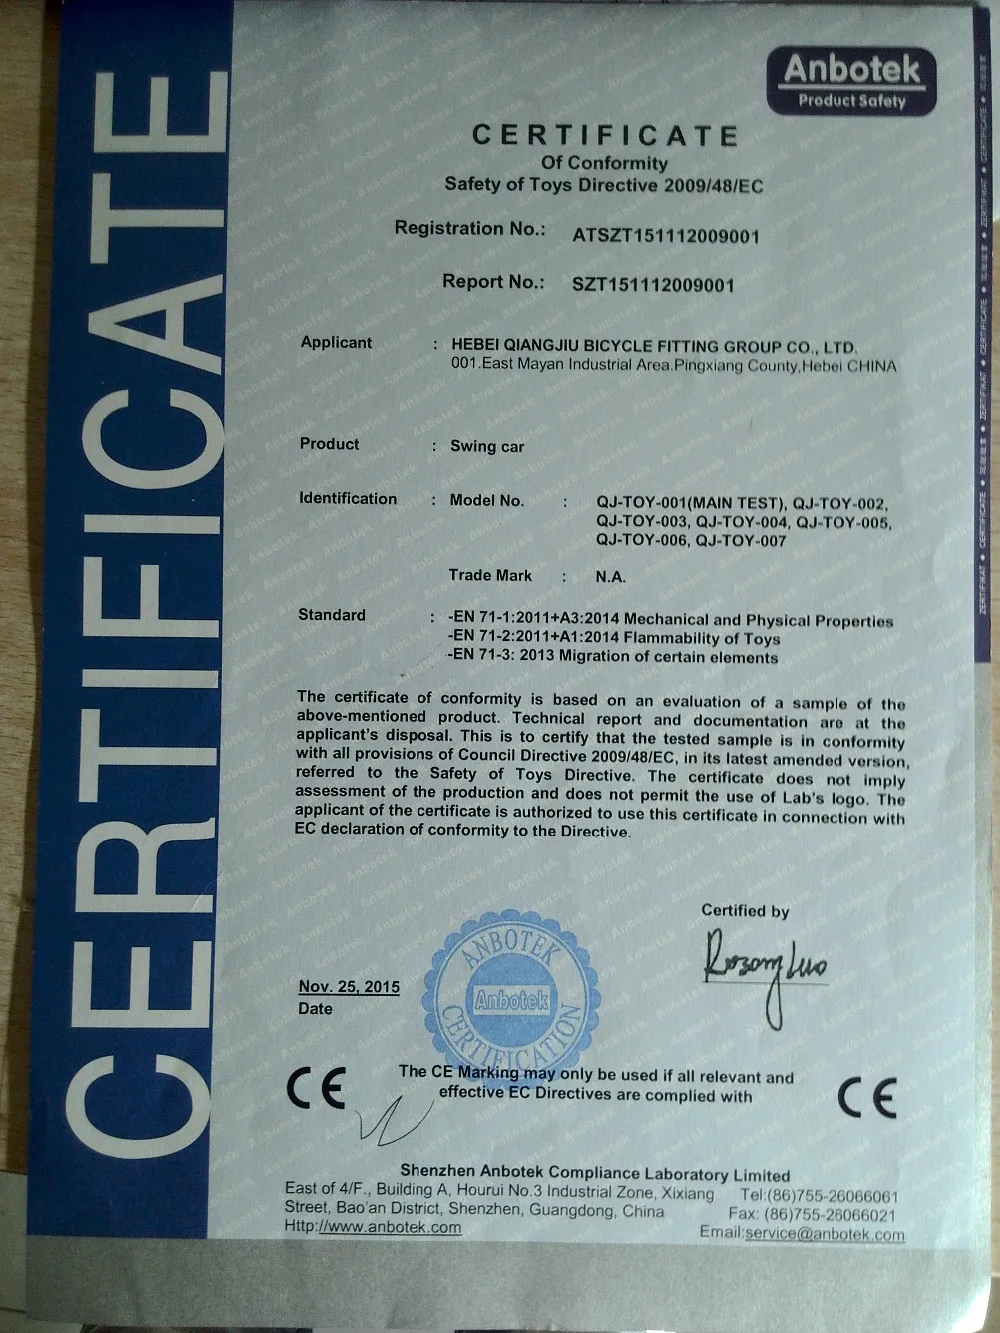 CERTIFICATE
Anbotek
Product Safety
CERTIFICATE
Of Conformity
Safety of Toys Directive 2009/48/EC
Registration No.: ATSZT151112009001
Report No.: SZT151112009001
Applicant : HEBEI QIANGJIU BICYCLE FITTING GROUP CO., LTD.
001.East Mayan Industrial Area.Pingxiang County,Hebei CHINA
Product : Swing car
Identification : Model No. : QJ-TOY-001(MAIN TEST), QJ-TOY-002,
QJ-TOY-003, QJ-TOY-004, QJ-TOY-005,
QJ-TOY-006, QJ-TOY-007
Trade Mark : N.A.
Standard : -EN 71-1:2011+A3:2014 Mechanical and Physical Properties
-EN 71-2:2011+A1:2014 Flammability of Toys
-EN 71-3: 2013 Migration of certain elements
The certificate of conformity is based on an evaluation of a sample of the
above-mentioned product. Technical report and documentation are at the
applicant's disposal. This is to certify that the tested sample is in conformity
with all provisions of Council Directive 2009/48/EC, in its latest amended version,
referred to the Safety of Toys Directive. The certificate does not imply
assessment of the production and does not permit the use of Lab's logo. The
applicant of the certificate is authorized to use this certificate in connection with
EC declaration of conformity to the Directive.
Certified by
Rosong Luo
ANBOTEK
Anbotek
CERTIFICATION
Nov. 25, 2015
Date
CE
The CE Marking may only be used if all relevant and
effective EC Directives are complied with
CE
Shenzhen Anbotek Compliance Laboratory Limited
East of 4/F., Building A, Hourui No.3 Industrial Zone, Xixiang Tel:(86)755-26066061
Street, Bao'an District, Shenzhen, Guangdong, China Fax: (86)755-26066021
Http://www.anbotek.com Email:service@anbotek.com